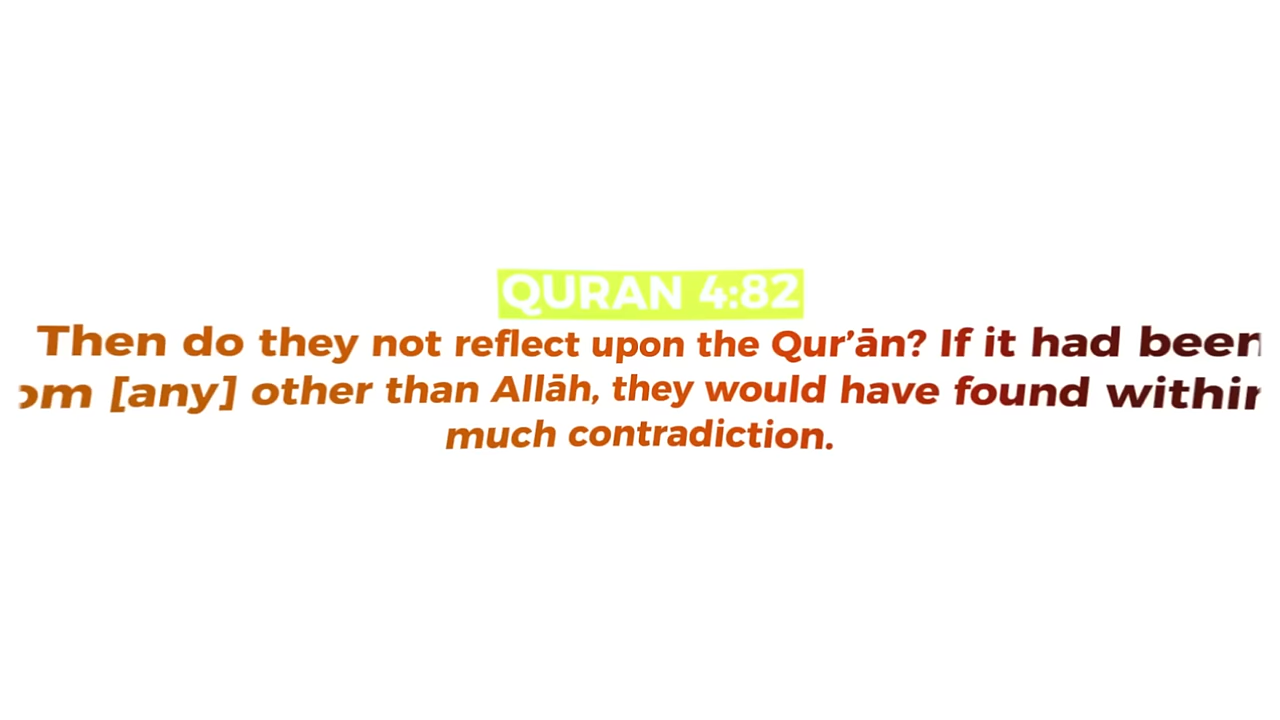 QURAN 4:82
Then do they not reflect upon the Qur’ān? If it had been
[any] other than Allāh, they would have found within
much contradiction.